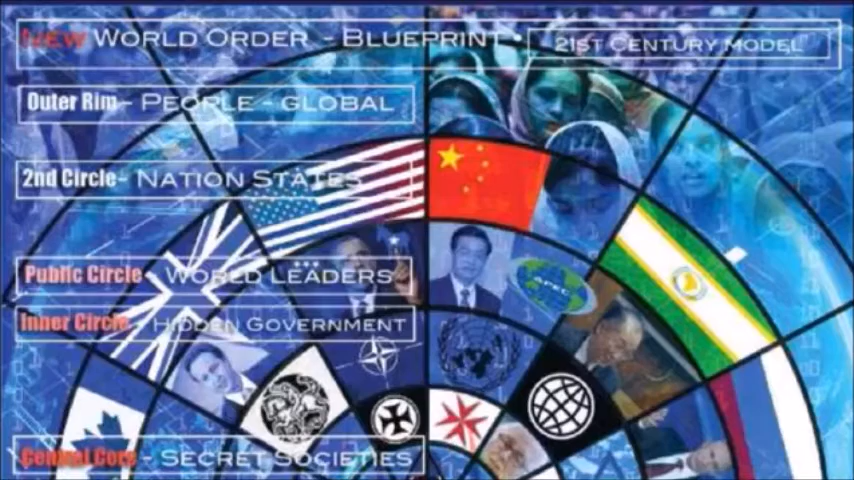 NEW WORLD ORDER - BLUEPRINT • 21ST CENTURY MODEL
Outer Rim - PEOPLE - GLOBAL
2nd Circle- NATION STATES
Public Circle - WORLD LEADERS
Inner Circle - HIDDEN GOVERNMENT
Central Core - SECRET SOCIETIES
APEC